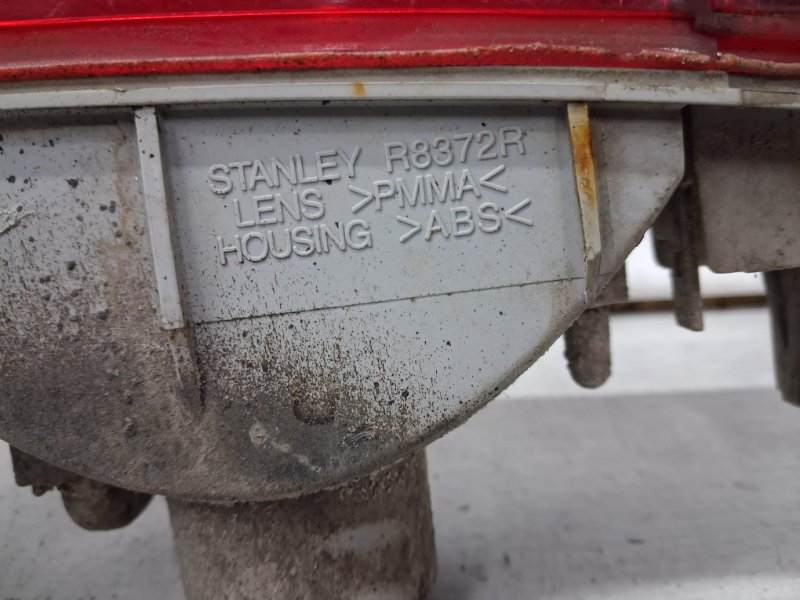 STANLEY R8372R
LENS >PMMA<
HOUSING >ABS<